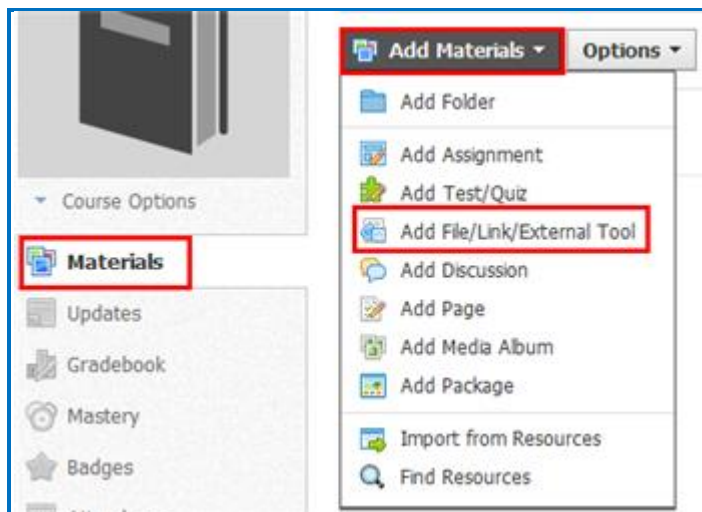 Add Materials
Options
Add Folder
Add Assignment
Add Test/Quiz
Add File/Link/External Tool
Add Discussion
Add Page
Add Media Album
Add Package
Import from Resources
Find Resources
Course Options
Materials
Updates
Gradebook
Mastery
Badges